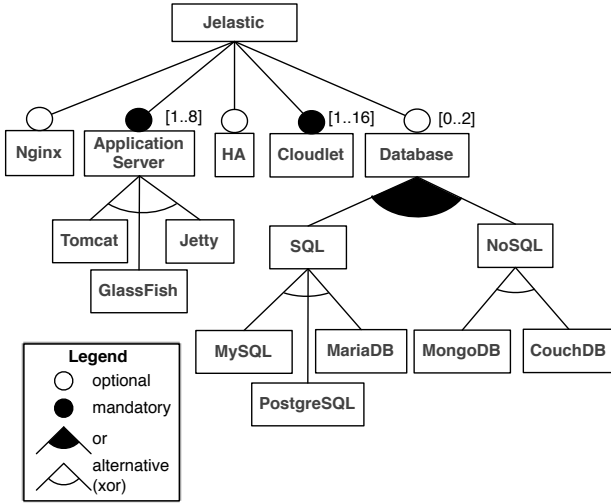 Jelastic
[1..8]
[1..16]
[0..2]
Nginx
Application
Server
HA
Cloudlet
Database
Tomcat
Jetty
GlassFish
SQL
NoSQL
MySQL
MariaDB
MongoDB
CouchDB
PostgreSQL
Legend
optional
mandatory
or
alternative
(xor)